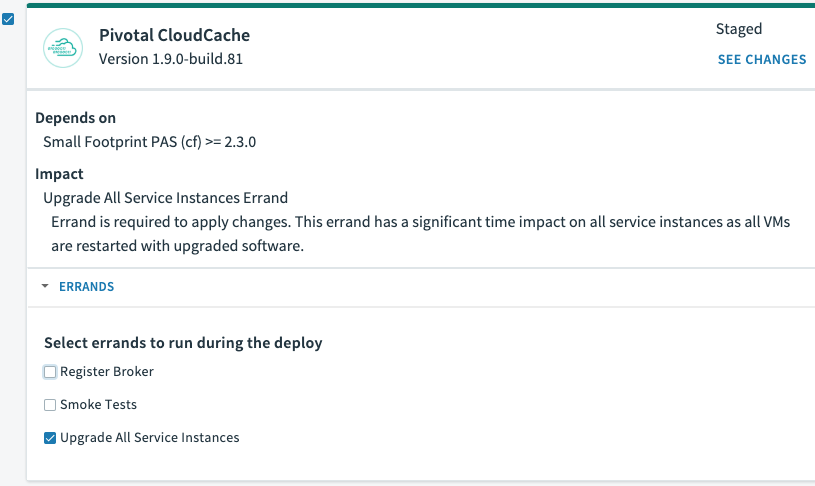 Pivotal CloudCache
Version 1.9.0-build.81
Staged
SEE CHANGES
Depends on
Small Footprint PAS (cf) >= 2.3.0
Impact
Upgrade All Service Instances Errand
Errand is required to apply changes. This errand has a significant time impact on all service instances as all VMs
are restarted with upgraded software.
ERRANDS
Select errands to run during the deploy
Register Broker
Smoke Tests
Upgrade All Service Instances